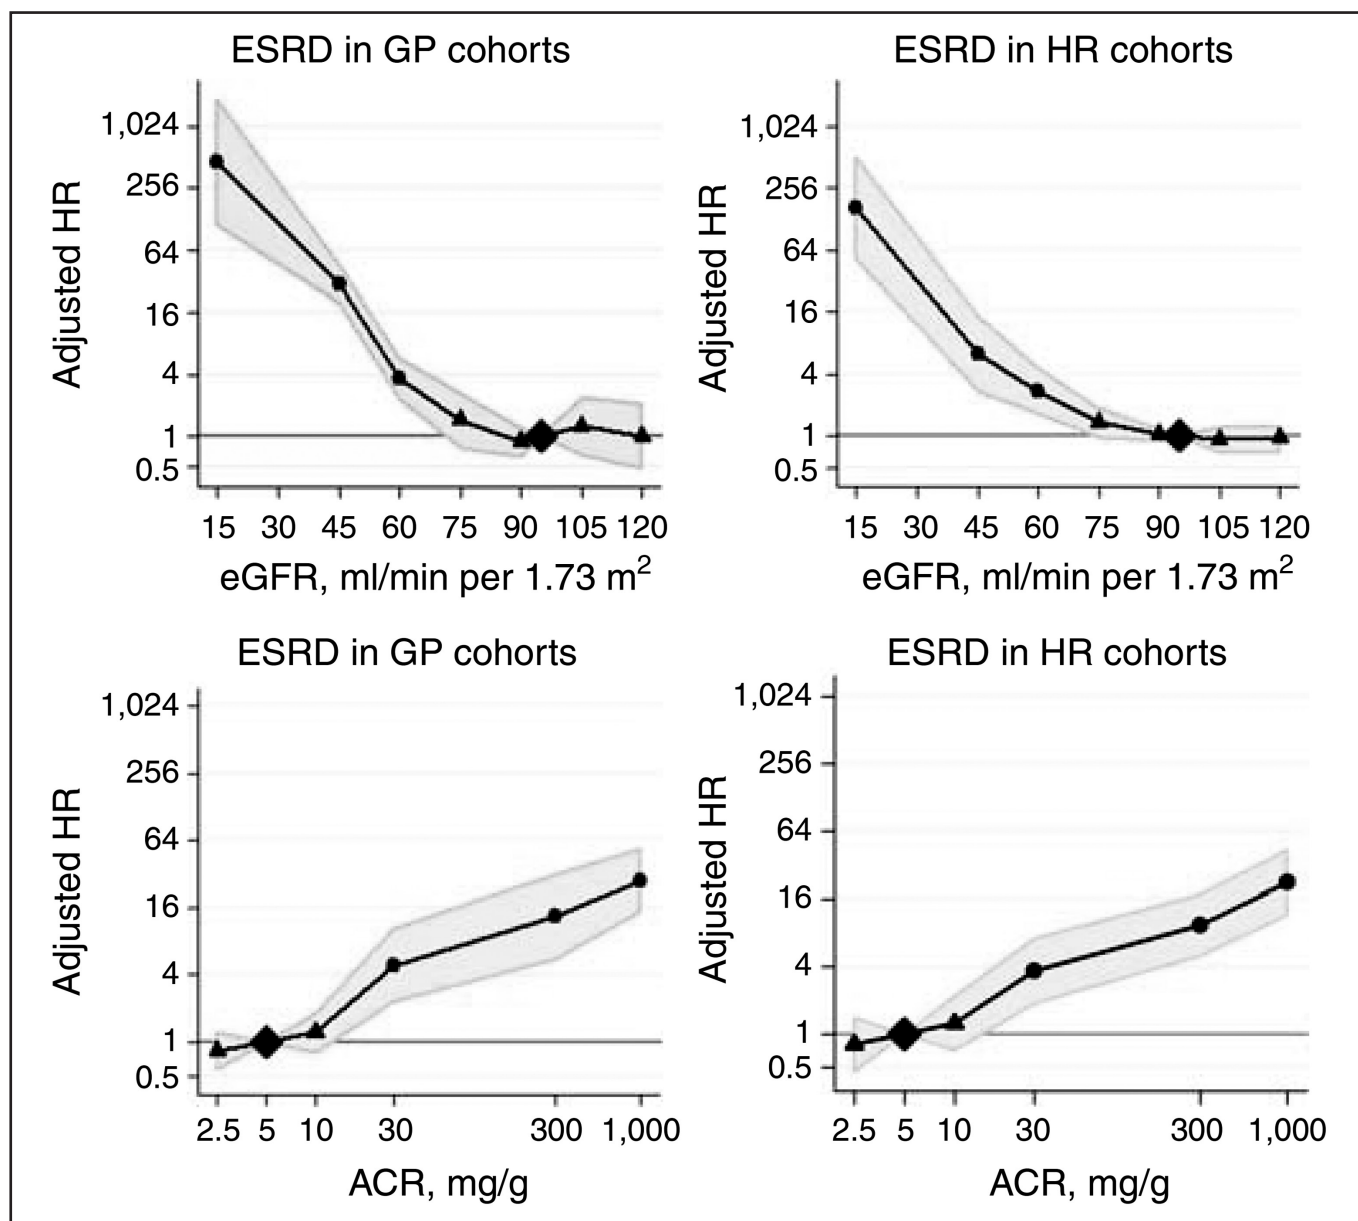 ESRD in GP cohorts
Adjusted HR
1,024
256
64
16
4
1
0.5
15 30 45 60 75 90 105 120
eGFR, ml/min per 1.73 m²
ESRD in HR cohorts
Adjusted HR
1,024
256
64
16
4
1
0.5
15 30 45 60 75 90 105 120
eGFR, ml/min per 1.73 m²
ESRD in GP cohorts
Adjusted HR
1,024
256
64
16
4
1
0.5
2.5 5 10 30 300 1,000
ACR, mg/g
ESRD in HR cohorts
Adjusted HR
1,024
256
64
16
4
1
0.5
2.5 5 10 30 300 1,000
ACR, mg/g